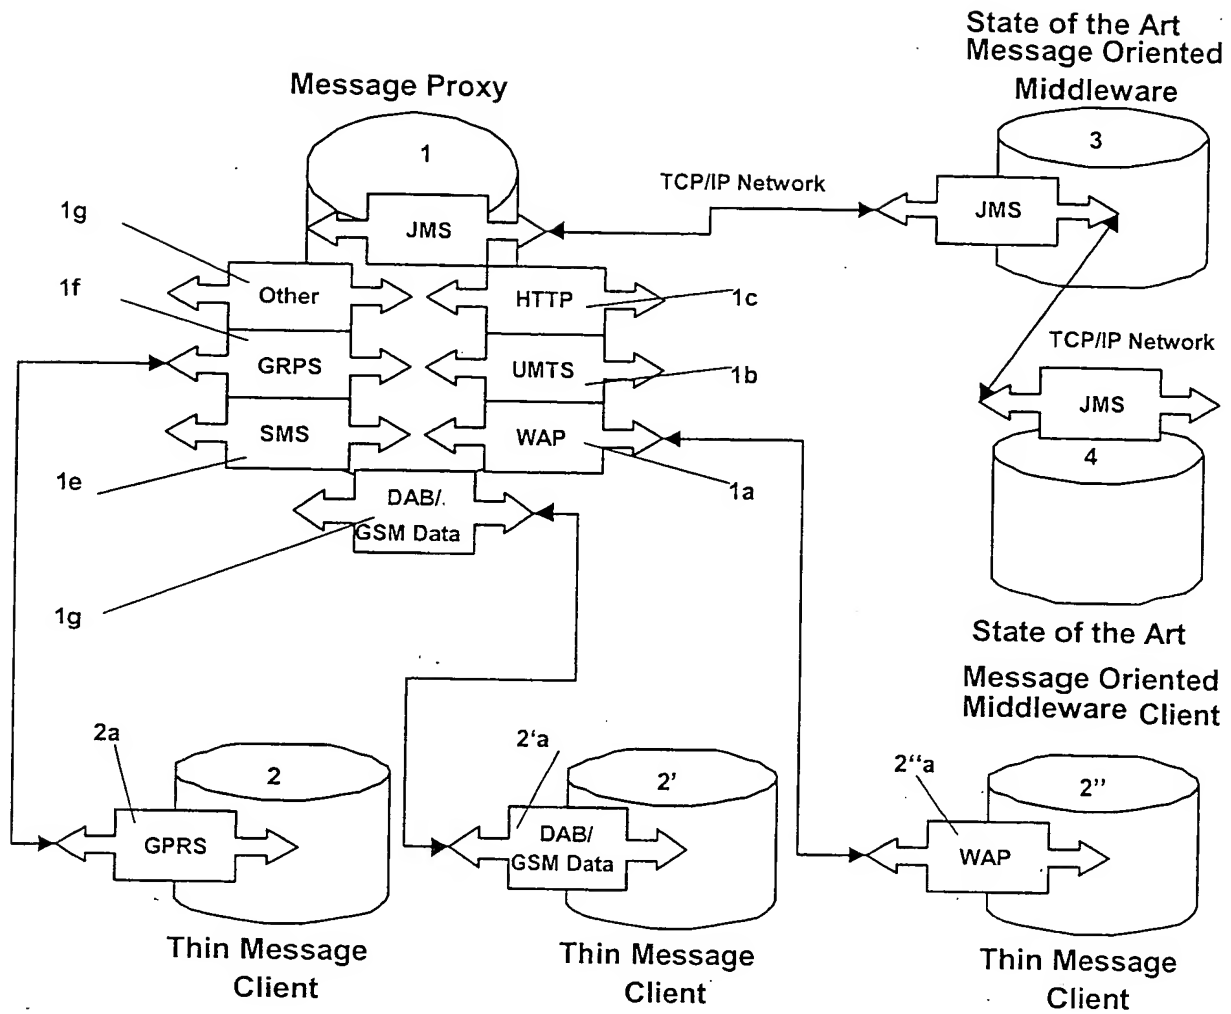 State of the Art
Message Oriented
Middleware
Message Proxy
3
1
TCP/IP Network
JMS
JMS
1g
Other
HTTP
1c
1f
GRPS
UMTS
1b
TCP/IP Network
JMS
SMS
WAP
4
1e
1a
DAB/.
GSM Data
1g
State of the Art
Message Oriented
Middleware Client
2a
2
2'a
2'
2''a
2''
GPRS
DAB/
GSM Data
WAP
Thin Message
Client
Thin Message
Client
Thin Message
Client